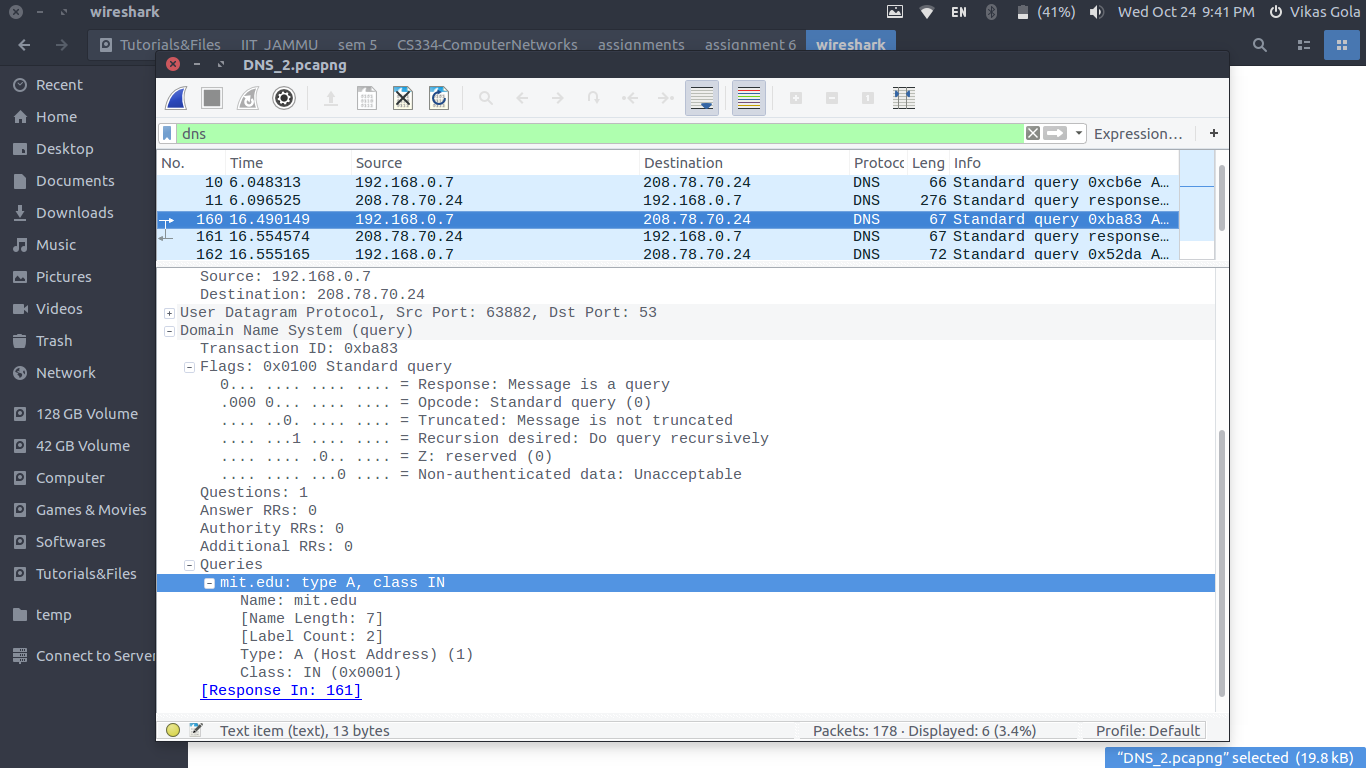 wireshark
EN (41%) Wed Oct 24 9:41 PM Vikas Gola
Tutorials&Files IIT_JAMMU sem 5 CS334-ComputerNetworks assignments assignment 6 wireshark
Recent
Home
Desktop
Documents
Downloads
Music
Pictures
Videos
Trash
Network
128 GB Volume
42 GB Volume
Computer
Games & Movies
Softwares
Tutorials&Files
temp
Connect to Server
DNS_2.pcapng
dns
Expression… +
No. Time Source Destination Protocc Leng Info
10 6.048313 192.168.0.7 208.78.70.24 DNS 66 Standard query 0xcb6e A…
11 6.096525 208.78.70.24 192.168.0.7 DNS 276 Standard query response…
160 16.490149 192.168.0.7 208.78.70.24 DNS 67 Standard query 0xba83 A…
161 16.554574 208.78.70.24 192.168.0.7 DNS 67 Standard query response…
162 16.555165 192.168.0.7 208.78.70.24 DNS 72 Standard query 0x52da A…
Source: 192.168.0.7
Destination: 208.78.70.24
User Datagram Protocol, Src Port: 63882, Dst Port: 53
Domain Name System (query)
Transaction ID: 0xba83
Flags: 0x0100 Standard query
0... .... .... .... = Response: Message is a query
.000 0... .... .... = Opcode: Standard query (0)
.... ..0. .... .... = Truncated: Message is not truncated
.... ...1 .... .... = Recursion desired: Do query recursively
.... .... .0.. .... = Z: reserved (0)
.... .... ...0 .... = Non-authenticated data: Unacceptable
Questions: 1
Answer RRs: 0
Authority RRs: 0
Additional RRs: 0
Queries
mit.edu: type A, class IN
Name: mit.edu
[Name Length: 7]
[Label Count: 2]
Type: A (Host Address) (1)
Class: IN (0x0001)
[Response In: 161]
Text item (text), 13 bytes Packets: 178 · Displayed: 6 (3.4%) Profile: Default
"DNS_2.pcapng" selected (19.8 kB)